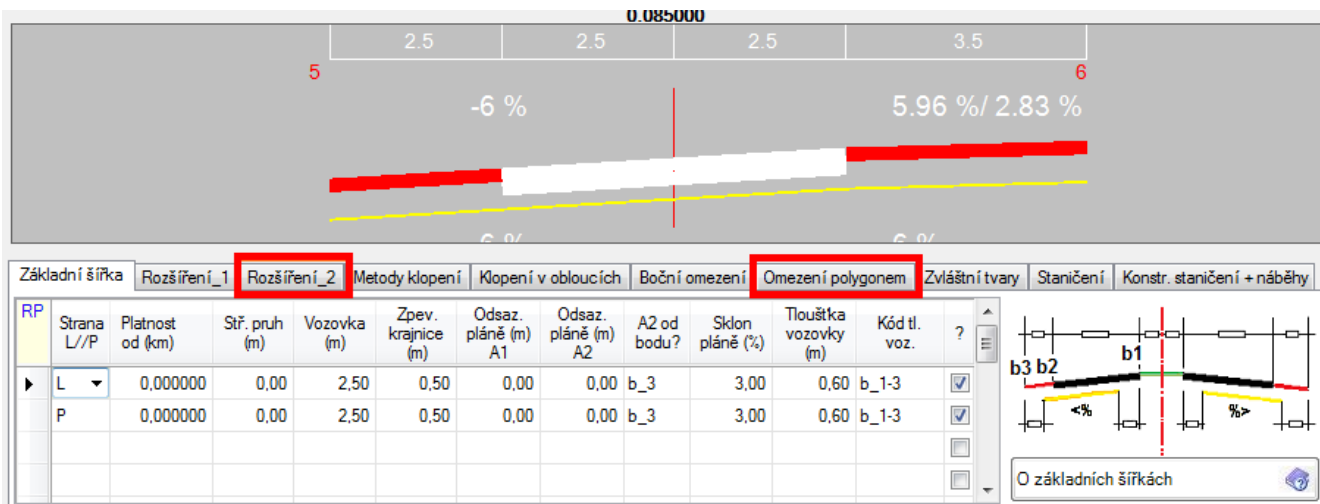 0.085000
2.5 2.5 2.5 3.5
5 6
-6 % 5.96 %/ 2.83 %
Základní šířka Rozšíření_1 Rozšíření_2 Metody klopení Klopení v obloucích Boční omezení Omezení polygonem Zvláštní tvary Staničení Konstr. staničení + náběhy
RP Strana L//P Platnost od (km) Stř. pruh (m) Vozovka (m) Zpev. krajnice (m) Odsaz. pláně (m) A1 Odsaz. pláně (m) A2 A2 od bodu? Sklon pláně (%) Tloušťka vozovky (m) Kód tl. voz. ?
L 0,000000 0,00 2,50 0,50 0,00 0,00 b_3 3,00 0,60 b_1-3
P 0,000000 0,00 2,50 0,50 0,00 0,00 b_3 3,00 0,60 b_1-3
b3 b2 b1
<% %>
O základních šířkách